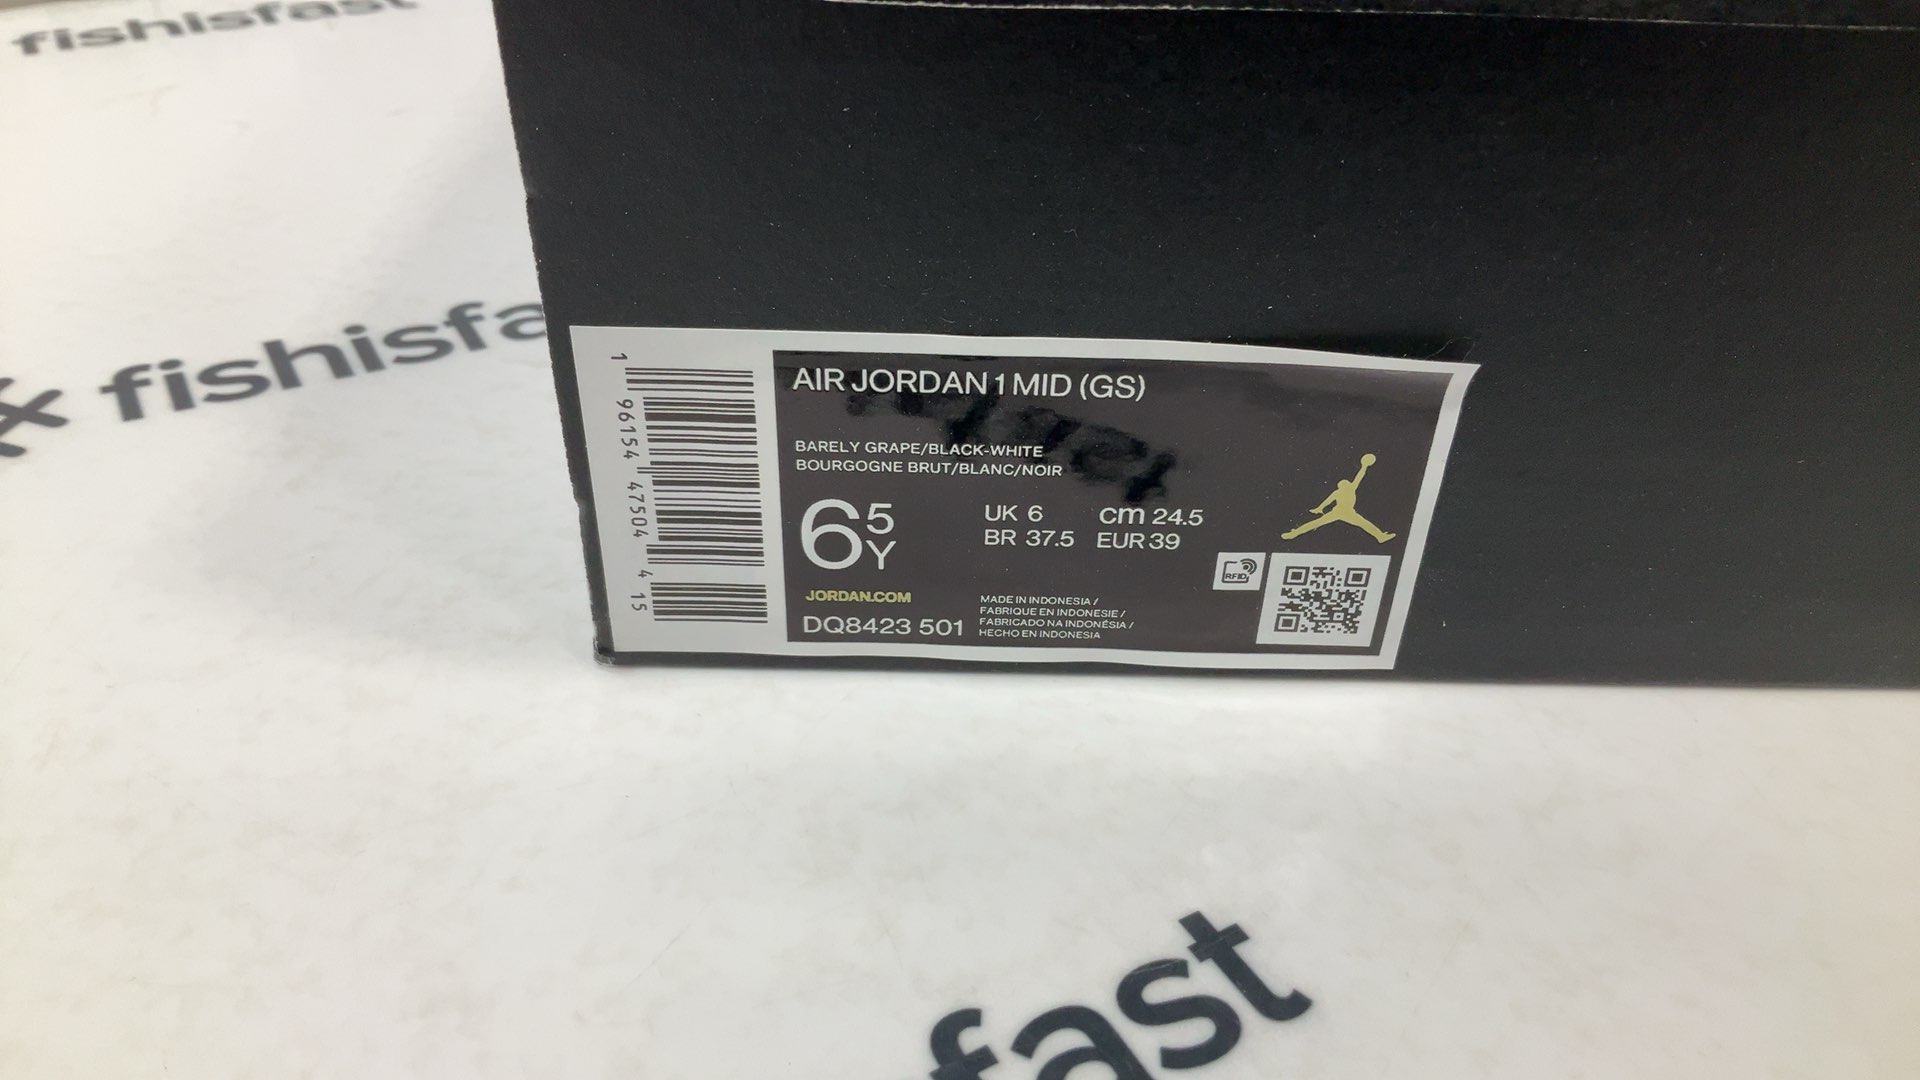 fishisfast
fishisfa
AIR JORDAN 1 MID (GS)
BARELY GRAPE/BLACK-WHITE
BOURGOGNE BRUT/BLANC/NOIR
6 5 Y
UK 6
cm 24.5
BR 37.5
EUR 39
RFID
JORDAN.COM
DQ8423 501
MADE IN INDONESIA /
FABRIQUE EN INDONESIE /
FABRICADO NA INDONÉSIA /
HECHO EN INDONESIA
1 96154 47504 4 15
fast